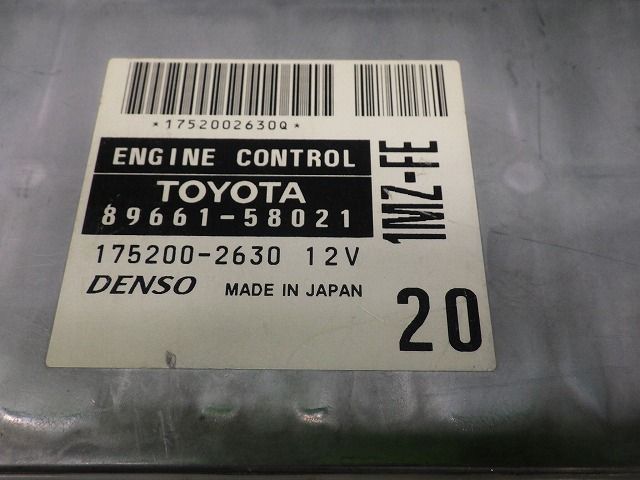 *1752002630Q*
ENGINE CONTROL
TOYOTA
89661-58021
175200-2630 12V
DENSO MADE IN JAPAN
1MZ-FE
20